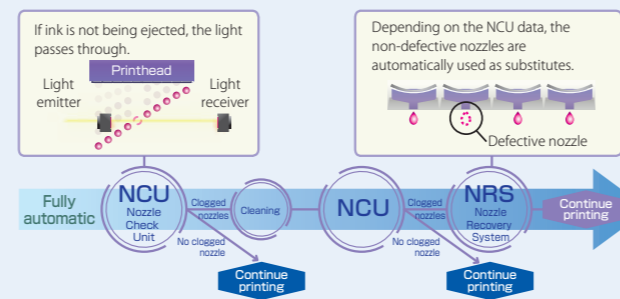 If ink is not being ejected, the light
passes through.
Printhead
Light
emitter
Light
receiver
Depending on the NCU data, the
non-defective nozzles are
automatically used as substitutes.
Defective nozzle
Fully
automatic
NCU
Nozzle
Check
Unit
Clogged
nozzles
No clogged
nozzle
Continue
printing
Cleaning
NCU
Clogged
nozzles
No clogged
nozzle
Continue
printing
NRS
Nozzle
Recovery
System
Continue
printing